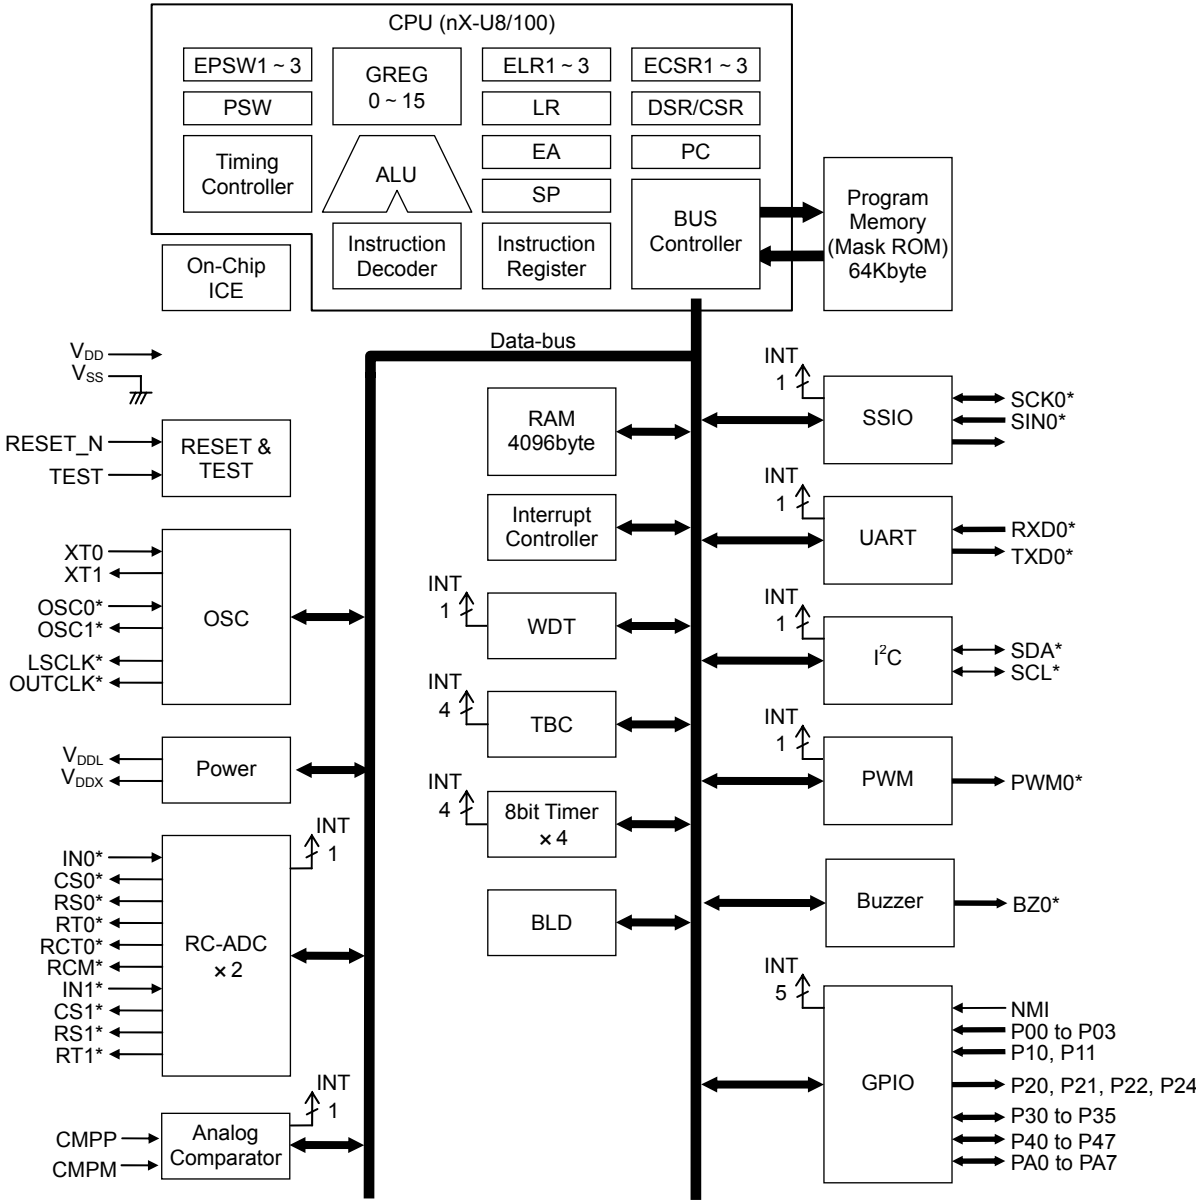 CPU (nX-U8/100)
EPSW1 ~ 3
PSW
Timing
Controller
GREG
0 ~ 15
ALU
Instruction
Decoder
ELR1 ~ 3
LR
EA
SP
Instruction
Register
ECSR1 ~ 3
DSR/CSR
PC
BUS
Controller
Program
Memory
(Mask ROM)
64Kbyte
On-Chip
ICE
Data-bus
VDD
VSS
RESET_N
TEST
RESET &
TEST
XT0
XT1
OSC0*
OSC1*
LSCLK*
OUTCLK*
OSC
VDDL
VDDX
Power
IN0*
CS0*
RS0*
RT0*
RCT0*
RCM*
IN1*
CS1*
RS1*
RT1*
RC-ADC
× 2
INT
1
CMPP
CMPM
Analog
Comparator
INT
1
RAM
4096byte
Interrupt
Controller
INT
1
WDT
INT
4
TBC
INT
4
8bit Timer
× 4
BLD
INT
1
SSIO
SCK0*
SIN0*
INT
1
UART
RXD0*
TXD0*
INT
1
I2C
SDA*
SCL*
INT
1
PWM
PWM0*
Buzzer
BZ0*
INT
5
GPIO
NMI
P00 to P03
P10, P11
P20, P21, P22, P24
P30 to P35
P40 to P47
PA0 to PA7